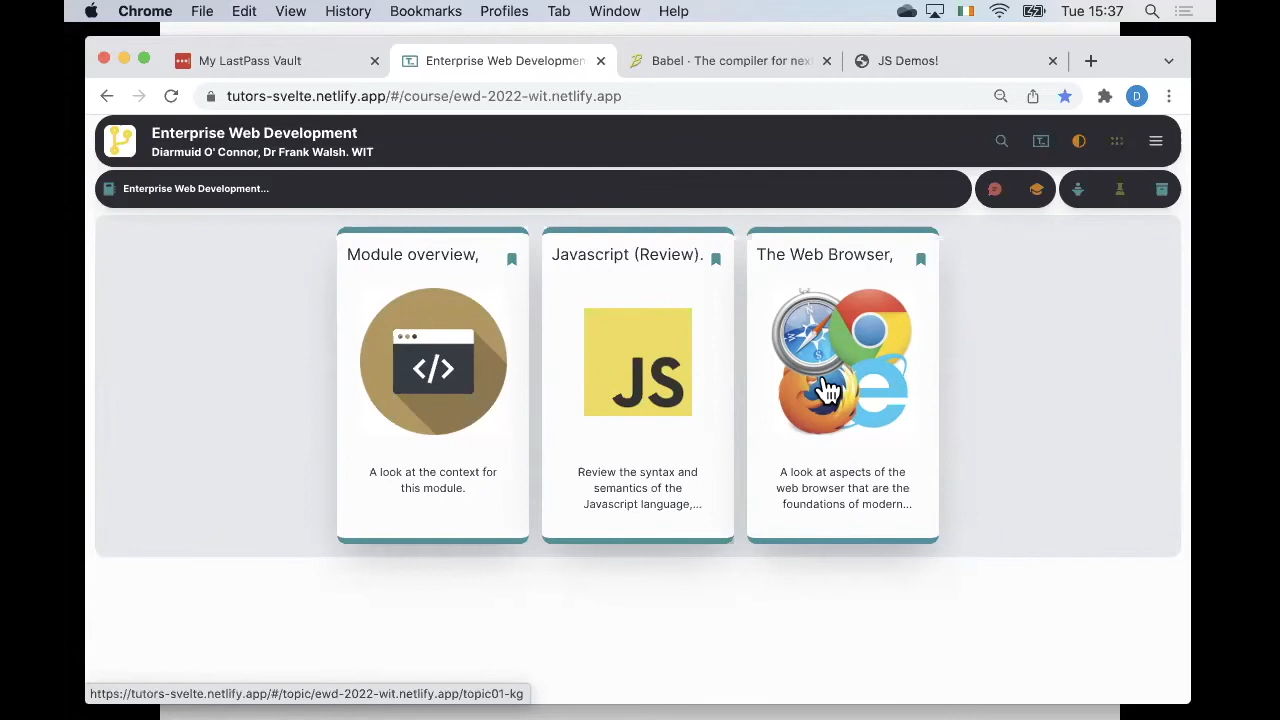 Chrome File Edit View History Bookmarks Profiles Tab Window Help Tue 15:37
My LastPass Vault
Enterprise Web Developmen
Babel · The compiler for nex
JS Demos!
tutors-svelte.netlify.app/#/course/ewd-2022-wit.netlify.app
D
Enterprise Web Development
Diarmuid O' Connor, Dr Frank Walsh. WIT
Enterprise Web Development...
Module overview,
</>
A look at the context for
this module.
Javascript (Review).
JS
Review the syntax and
semantics of the
Javascript language,...
The Web Browser,
A look at aspects of the
web browser that are the
foundations of modern...
https://tutors-svelte.netlify.app/#/topic/ewd-2022-wit.netlify.app/topic01-kg